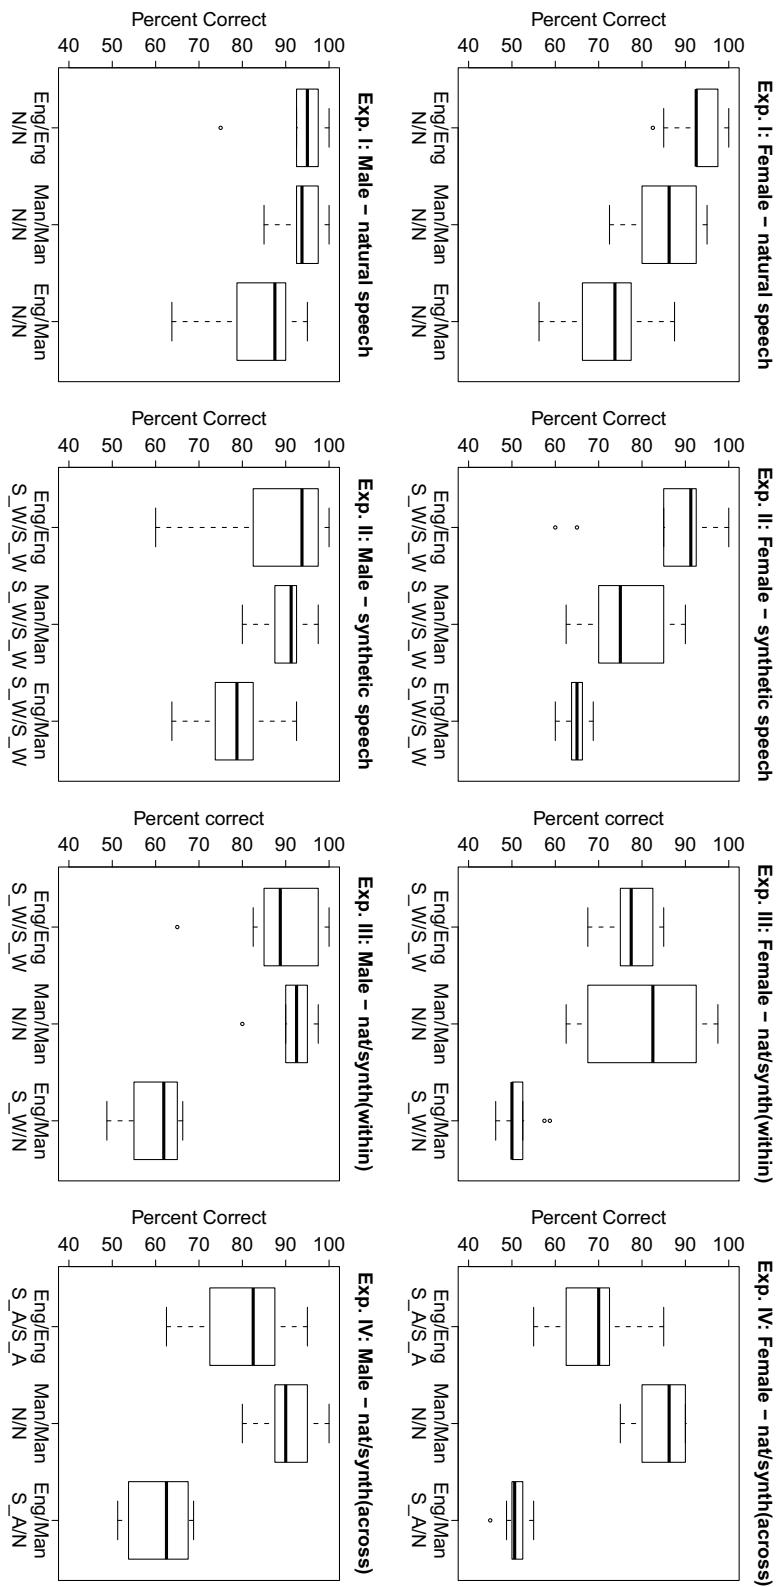 Exp. I: Female − natural speech
Percent Correct
40 50 60 70 80 90 100
Eng/Eng Man/Man Eng/Man
N/N N/N N/N
Exp. II: Female − synthetic speech
Percent Correct
40 50 60 70 80 90 100
Eng/Eng Man/Man Eng/Man
S_W/S_W S_W/S_W S_W/S_W
Exp. III: Female − nat/synth(within)
Percent correct
40 50 60 70 80 90 100
Eng/Eng Man/Man Eng/Man
S_W/S_W N/N S_W/N
Exp. IV: Female − nat/synth(across)
Percent Correct
40 50 60 70 80 90 100
Eng/Eng Man/Man Eng/Man
S_A/S_A N/N S_A/N
Exp. I: Male − natural speech
Percent Correct
40 50 60 70 80 90 100
Eng/Eng Man/Man Eng/Man
N/N N/N N/N
Exp. II: Male − synthetic speech
Percent Correct
40 50 60 70 80 90 100
Eng/Eng Man/Man Eng/Man
S_W/S_W S_W/S_W S_W/S_W
Exp. III: Male − nat/synth(within)
Percent correct
40 50 60 70 80 90 100
Eng/Eng Man/Man Eng/Man
S_W/S_W N/N S_W/N
Exp. IV: Male − nat/synth(across)
Percent Correct
40 50 60 70 80 90 100
Eng/Eng Man/Man Eng/Man
S_A/S_A N/N S_A/N